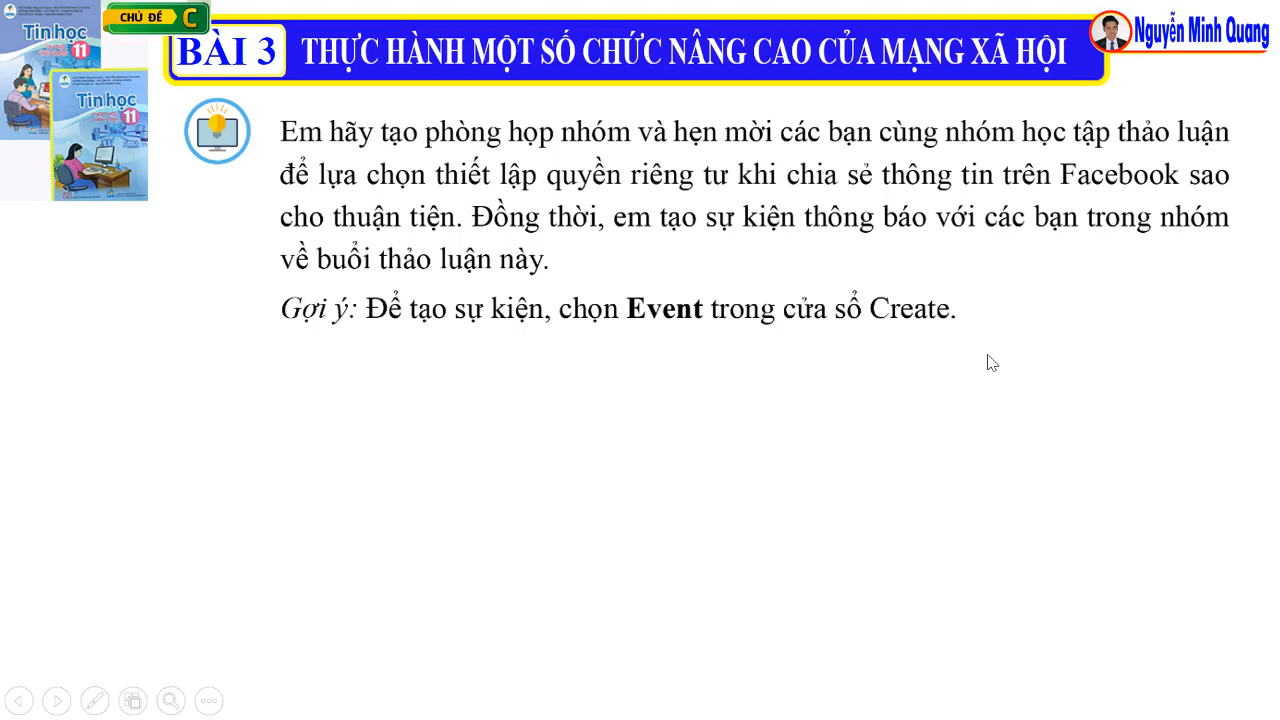 CHỦ ĐỀ C
Tin học 11
Tin học 11
BÀI 3 THỰC HÀNH MỘT SỐ CHỨC NÂNG CAO CỦA MẠNG XÃ HỘI
Nguyễn Minh Quang
Em hãy tạo phòng họp nhóm và hẹn mời các bạn cùng nhóm học tập thảo luận
để lựa chọn thiết lập quyền riêng tư khi chia sẻ thông tin trên Facebook sao
cho thuận tiện. Đồng thời, em tạo sự kiện thông báo với các bạn trong nhóm
về buổi thảo luận này.
Gợi ý: Để tạo sự kiện, chọn Event trong cửa sổ Create.